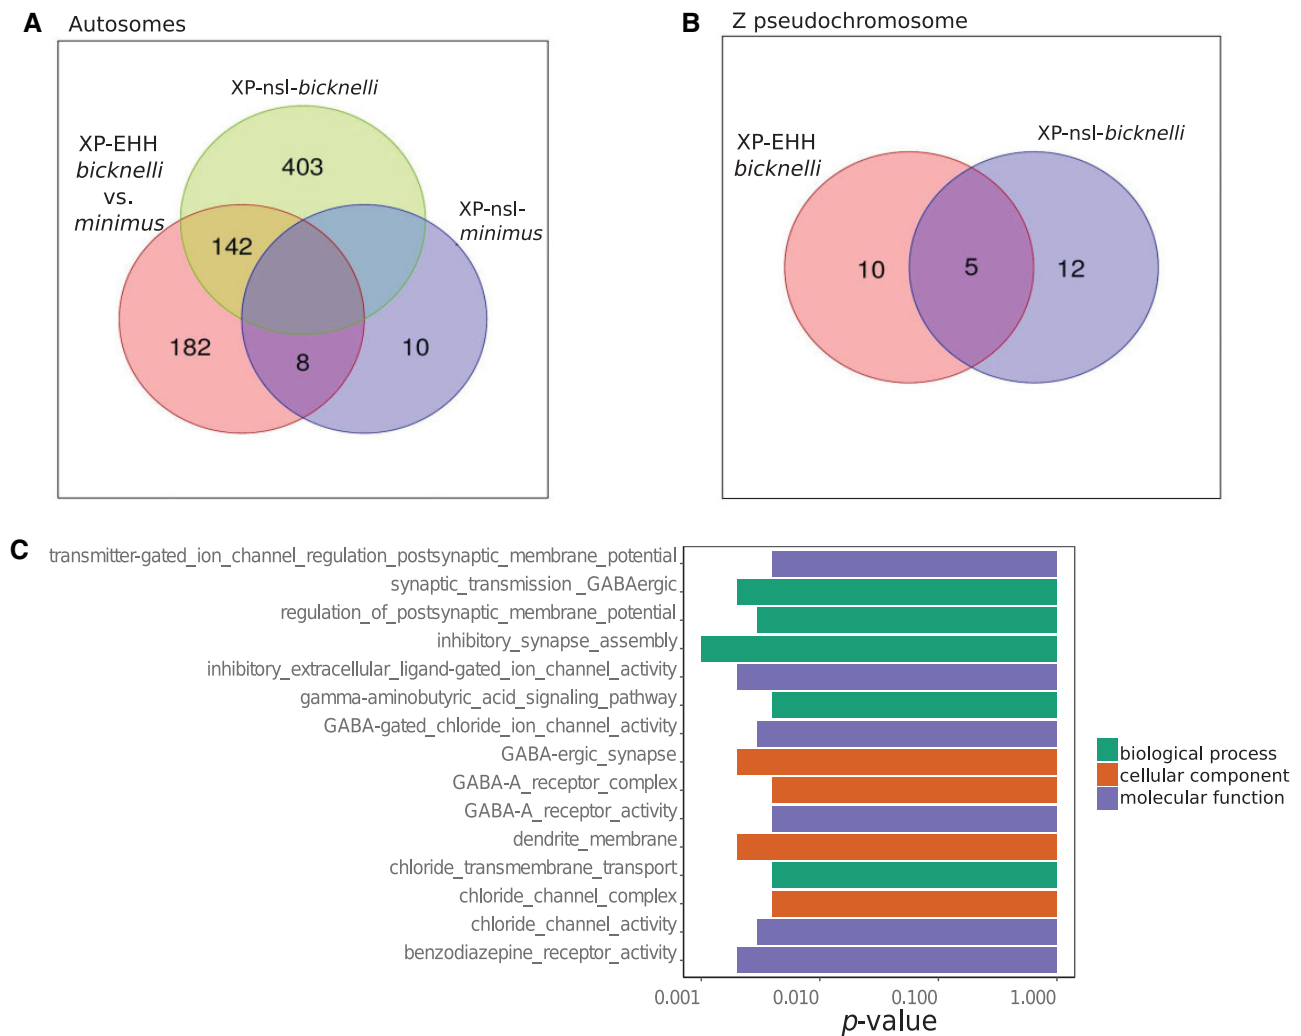 A Autosomes
XP-nsl-bicknelli
XP-EHH
bicknelli
vs.
minimus
XP-nsl-
minimus
403
142
182
8
10
B Z pseudochromosome
XP-EHH
bicknelli
XP-nsl-bicknelli
10
5
12
C
transmitter-gated_ion_channel_regulation_postsynaptic_membrane_potential
synaptic_transmission_GABAergic
regulation_of_postsynaptic_membrane_potential
inhibitory_synapse_assembly
inhibitory_extracellular_ligand-gated_ion_channel_activity
gamma-aminobutyric_acid_signaling_pathway
GABA-gated_chloride_ion_channel_activity
GABA-ergic_synapse
GABA-A_receptor_complex
GABA-A_receptor_activity
dendrite_membrane
chloride_transmembrane_transport
chloride_channel_complex
chloride_channel_activity
benzodiazepine_receptor_activity
0.001 0.010 0.100 1.000
p-value
biological process
cellular component
molecular function